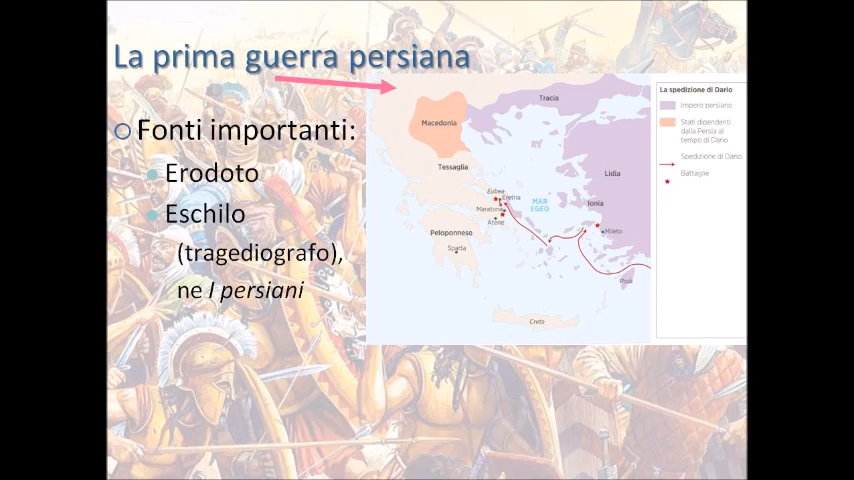 La prima guerra persiana
Fonti importanti:
Erodoto
Eschilo
(tragediografo),
ne I persiani
Tracia
Macedonia
Tessaglia
Lidia
Eubea
Eretria
MAR
EGEO
Ionia
Maratona
Atene
Mileto
Peloponneso
Sparta
Rodi
Creta
La spedizione di Dario
Impero persiano
Stati dipendenti
dalla Persia al
tempo di Dario
Spedizione di Dario
Battaglie